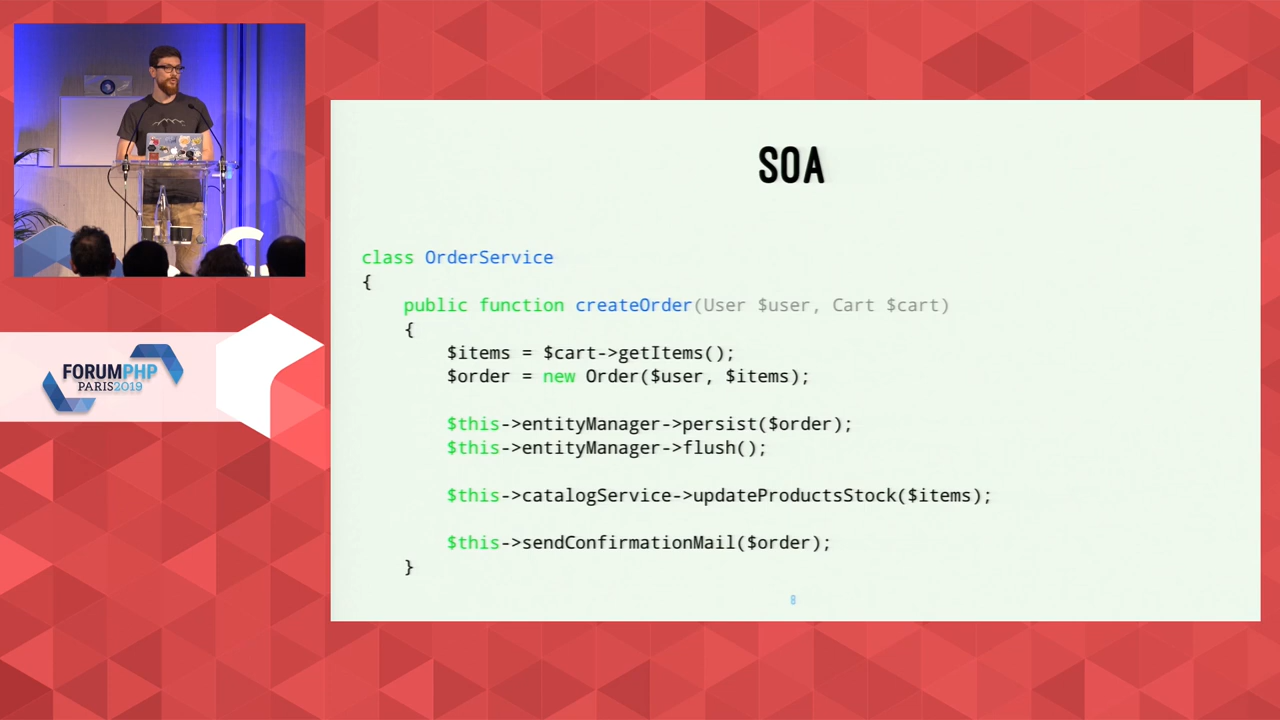 SOA
class OrderService
{
public function createOrder(User $user, Cart $cart)
{
$items = $cart->getItems();
$order = new Order($user, $items);
$this->entityManager->persist($order);
$this->entityManager->flush();
$this->catalogService->updateProductsStock($items);
$this->sendConfirmationMail($order);
}
8
FORUMPHP
PARIS2019